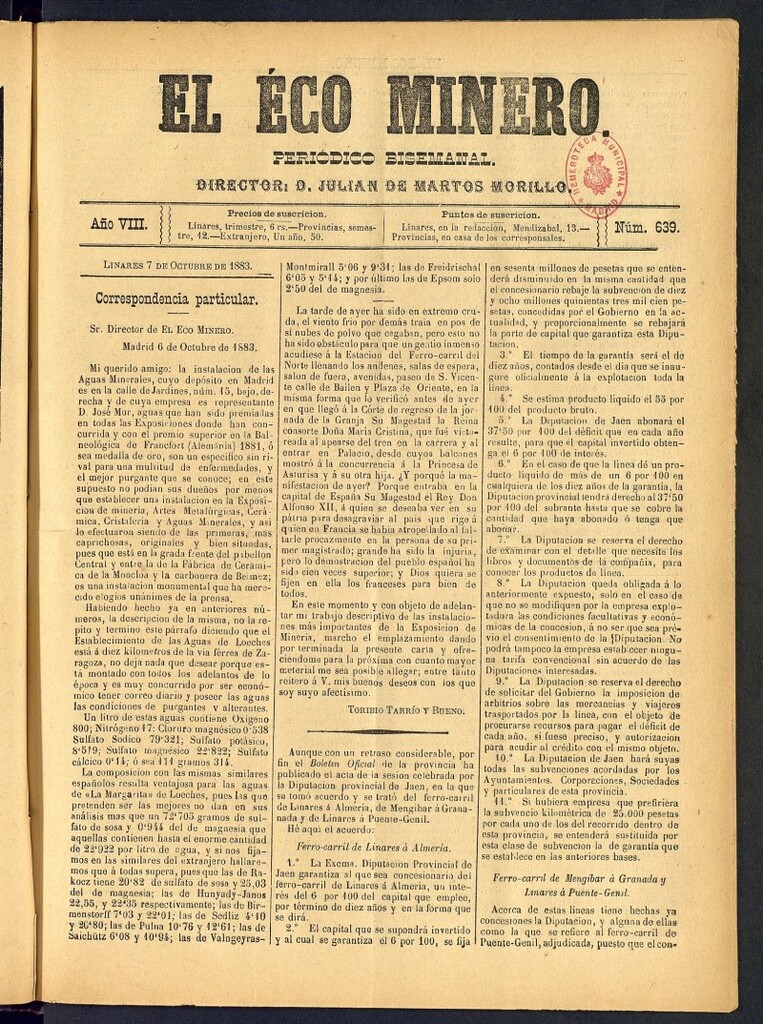 EL ÉCO MINERO.
PERIÓDICO BISEMANAL.
DIRECTOR: D. JULIAN DE MARTOS MORILLO.
HEMEROTECA MUNICIPAL
MADRID
Año VIII.
Precios de suscricion.
Linares, trimestre, 6 rs.—Provincias, semes-
tre, 12.—Extranjero, Un año, 50.
Puntos de suscricion.
Linares, en la redacción, Mendizabal, 13.—
Provincias, en casa de los corresponsales.
Núm. 639.
LINARES 7 DE OCTUBRE DE 1883.
Correspondencia particular.
Sr. Director de EL ECO MINERO.
Madrid 6 de Octubre de 1883.
Mi querido amigo: la instalacion de las
Aguas Minerales, cuyo depósito en Madrid
es en la calle de Jardines, núm. 15, bajo, de-
recha y de cuya empresa es representante
D. José Mur, aguas que han sido premiadas
en todas las Exposiciones donde han con-
currido y con el premio superior en la Bal-
neológica de Francfort (Alemania) 1881, ó
sea medalla de oro, son un específico sin ri-
val para una multitud de enfermedades, y
el mejor purgante que se conoce; en este
supuesto no podian sus dueños por menos
que establecer una instalacion en la Exposi-
cion de minería, Artes Metalúrgicas, Cerá-
mica, Cristalería y Aguas Minerales, y así
lo efectuaron siendo de las primeras, más
caprichosas, originales y bien situadas,
pues que está en la grada frente del pabellon
Central y entre la de la Fábrica de Cerámi-
ca de la Moncloa y la carbonera de Belmez;
es una instalacion monumental que ha mere-
cido elogios unánimes de la prensa.
Habiendo hecho ya en anteriores nú-
meros, la descripcion de la misma, no la re-
pito y termino este párrafo diciendo que el
Establecimiento de las Aguas de Loeches
está á diez kilometros de la via férrea de Za-
ragoza, no deja nada que desear porque es-
tá montado con todos los adelantos de la
época y es muy concurrido por ser econó-
mico tener correo diario y poseer las aguas
las condiciones de purgantes y alterantes.
Un litro de estas aguas contiene Oxigeno
800; Nitrógeno 17; Cloruro magnésico 0'538
Sulfato Sodico 79'321; Sulfato potásico,
8'519; Sulfato magnésico 22'822; Sulfato
cálcico 0'14; ó sea 111 gramos 314.
La composicion con las mismas similares
españoles resulta ventajosa para las aguas
de «La Margarita» de Loeches, pues las que
pretenden ser las mejores no dan en sus
análisis mas que un 72'705 gramos de sulfa-
to de sosa y 0'944 del de magnesia que
aquellas contienen hasta el enorme cantidad
de 22'922 por litro de agua, y si nos fija-
mos en las similares del extranjero hallare-
mos que á todas supera, pues que las de Ra-
kocz tiene 20'82 de sulfato de sosa y 25,03
del de magnesia; las de Hunyady-Janos
22,55, y 22'35 respectivamente; las de Bir-
menstorff 7'03 y 22'01; las de Sedliz 4'10
y 26'80; las de Pulna 10'76 y 12'61; las de
Saichütz 6'08 y 10'94; las de Valngeyras-
Montmirall 5'06 y 9'31; las de Freidrischal
6'05 y 5'14; y por último las de Epsom solo
2'50 del de magnesia.
La tarde de ayer ha sido en extremo cru-
da, el viento frio por demás traia en pos de
sí nubes de polvo que cegaban, pero esto no
ha sido obstáculo para que un gentío inmenso
acudiese á la Estacion del Ferro-carril del
Norte llenando los andenes, salas de espera,
salon de fuera, avenidas, paseo de S. Vicen-
te calle de Bailen y Plaza de Oriente, en la
misma forma que lo verificó antes de ayer
en que llegó á la Córte de regreso de la jor-
nada de la Granja Su Magestad la Reina
consorte Doña Maria Cristina, que fué victo-
reada al apearse del tren en la carrera y al
entrar en Palacio, desde cuyos balcones
mostró á la concurrencia á la Princesa de
Asturisa y á su otra hija. ¿Y porqué la ma-
nifestacion de ayer? Porque entraba en la
capital de España Su Magestad el Rey Don
Alfonso XII, á quien se deseaba ver en su
pátria para desagraviar al país que rige á
quien en Francia se habia atropellado al fal-
tarle procazmente en la persona de su pri-
mer magistrado; grande ha sido la injuria,
pero lo demostracion del pueblo español ha
sido cien veces superior; y Dios quiera se
fijen en ella los franceses para bien de
todos.
En este momento y con objeto de adelan-
tar mi trabajo descriptivo de las instalacio-
nes más importantes de la Exposicion de
Minería, marcho el emplazamiento dando
por terminada la presente caria y ofre-
ciéndome para la próxima con cuanto mayor
meterial me sea posible allegar; entre tanto
reitero á V. mis buenos deseos con los que
soy suyo afectísimo.
TORIBIO TARRÍO Y BUENO.
Aunque con un retraso considerable, por
fin el Boletin Oficial de la provincia ha
publicado el acta de la sesion celebrada por
la Diputacion provincial de Jaen, en la que
se tomó acuerdo y se trató del ferro-carril
de Linares á Almería, de Mengibar á Grana-
da y de Linares á Puente-Genil.
Hé aquí el acuerdo:
Ferro-carril de Linares á Almería.
1.° La Excma. Diputacion Provincial de
Jaen garantiza al que sea concesionario del
ferro-carril de Linares á Almeria, un inte-
rés del 6 por 100 del capital que emplee,
por término de diez años y en la forma que
se dirá.
2.° El capital que se supondrá invertido
y al cual se garantiza el 6 por 100, se fija
en sesenta millones de pesetas que se enten-
derá disminuido en la misma cantidad que
el concesionario rebaje la subvencion de diez
y ocho millones quinientas tres mil cien pe-
setas, concedidas por el Gobierno en la ac-
tualidad, y proporcionalmente se rebajará
la parte de capital que garantiza esta Dipu-
tacion.
3.° El tiempo de la garantía será el de
diez años, contados desde el dia que se inau-
gure oficialmente á la explotacion toda la
línea.
4.° Se estima producto líquido el 55 por
100 del producto bruto.
5.° La Diputacion de Jaen abonará el
37'50 por 100 del déficit que en cada año
resulte, para que el capital invertido obten-
ga el 6 por 100 de interés.
6.° En el caso de que la línea dé un pro-
ducto líquido de más de un 6 por 100 en
cualquiera de los diez años de la garantía, la
Diputacion provincial tendrá derecho al 37'50
por 100 del sobrante hasta que se cobre la
cantidad que haya abonado ó tenga que
abonar.
7.° La Diputacion se reserva el derecho
de examinar con el detalle que necesite los
libros y documentos de la compañía, para
conocer los productos de línea.
8.° La Diputacion queda obligada á lo
anteriormente expuesto, solo en el caso de
que no se modifiquen por la empresa explo-
tadora las condiciones facultativas y econó-
micas de la concesion, á no ser que sea pré-
vio el consentimiento de la Diputacion. No
podrá tampoco la empresa establecer ningu-
na tarifa convencional sin acuerdo de las
Diputaciones interesadas.
9.° La Diputacion se reserva el derecho
de solicitar del Gobierno la imposicion de
arbitrios sobre las mercancías y viajeros
trasportados por la línea, con el objeto de
procurarse recursos para pagar el déficit de
cada año, si fuese preciso, y autorizacion
para acudir al crédito con el mismo objeto.
10.° La Diputacion de Jaen hará suyas
todas las subvenciones acordadas por los
Ayuntamientos. Corporaciones, Sociedades
y particulares de esta provincia.
11.° Si hubiera empresa que prefiriera
la subvencio kilométrica de 25.000 pesetas
por cada uno de los del recorrido dentro de
esta provincia, se entenderá sustituida por
esta clase de subvencion la de garantía que
se establece en las anteriores bases.
Ferro-carril de Mengibar á Granada y
Linares á Puente-Genil.
Acerca de estas lineas tiene hechas ya
concesiones la Diputacion, y alguna de ellas
como la que se refiere al ferro-carril de
Puente-Genil, adjudicada, puesto que el con-